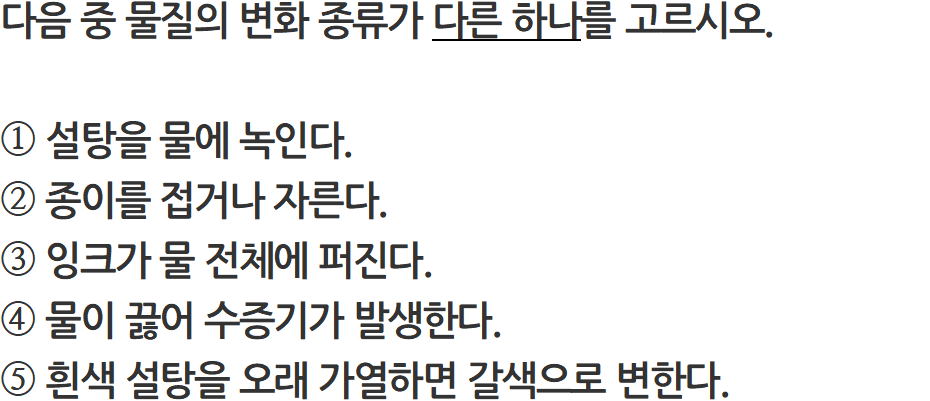 다음 중 물질의 변화 종류가 다른 하나를 고르시오.
① 설탕을 물에 녹인다.
② 종이를 접거나 자른다.
③ 잉크가 물 전체에 퍼진다.
④ 물이 끓어 수증기가 발생한다.
⑤ 흰색 설탕을 오래 가열하면 갈색으로 변한다.